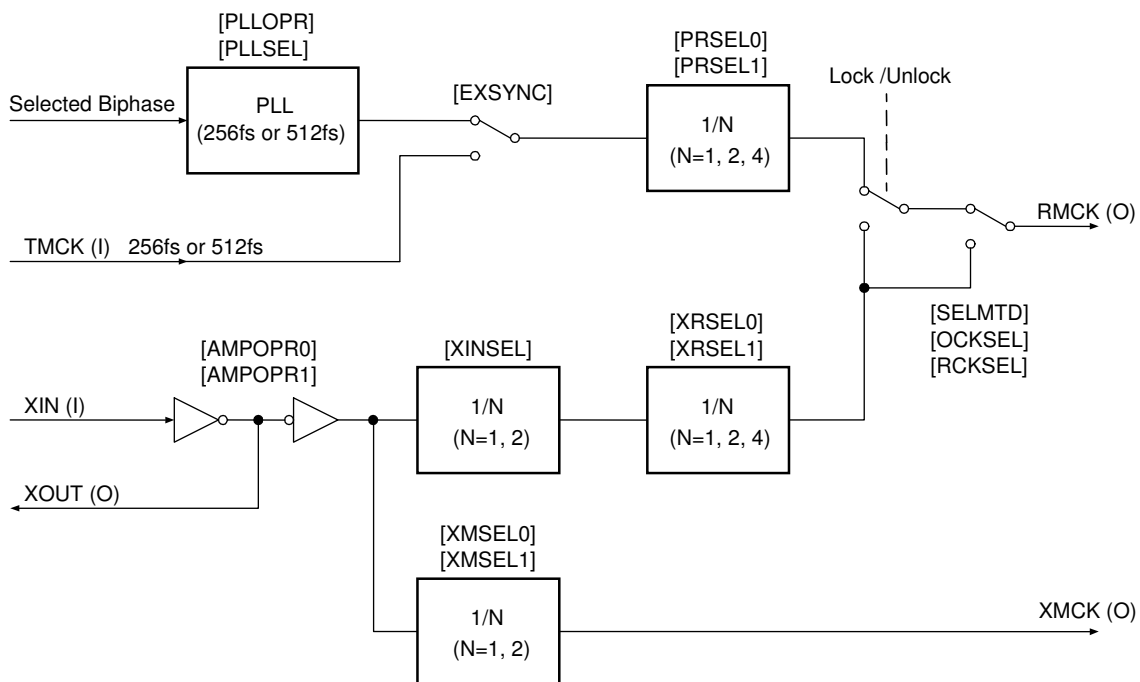 [PLLOPR]
[PLLSEL]
[PRSEL0]
[PRSEL1]
Lock /Unlock
[EXSYNC]
Selected Biphase
PLL
(256fs or 512fs)
1/N
(N=1, 2, 4)
RMCK (O)
TMCK (I) 256fs or 512fs
[SELMTD]
[OCKSEL]
[RCKSEL]
[AMPOPR0]
[AMPOPR1]
[XINSEL]
[XRSEL0]
[XRSEL1]
XIN (I)
1/N
(N=1, 2)
1/N
(N=1, 2, 4)
XOUT (O)
[XMSEL0]
[XMSEL1]
1/N
(N=1, 2)
XMCK (O)